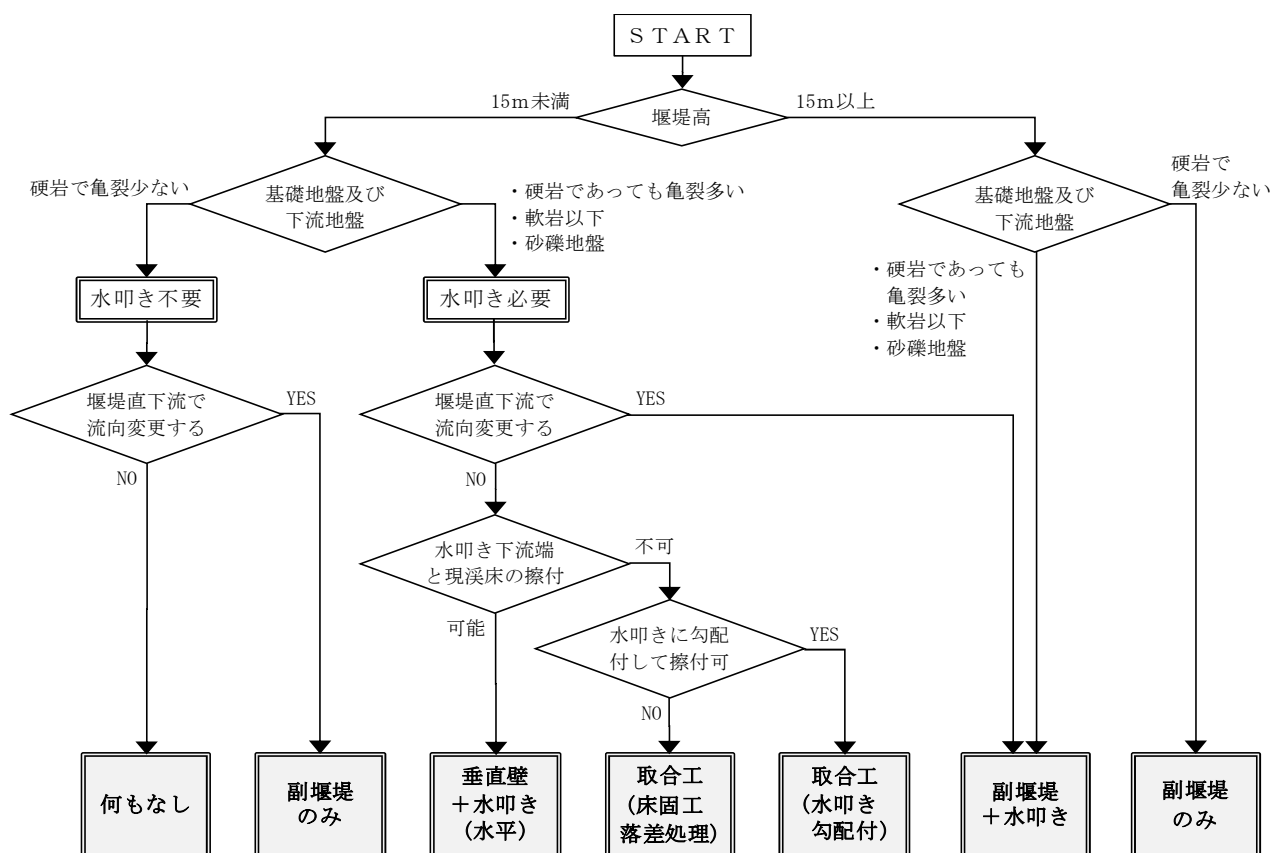 ＳＴＡＲＴ
15m未満
堰堤高
15m以上
硬岩で亀裂少ない
基礎地盤及び
下流地盤
・硬岩であっても亀裂多い
・軟岩以下
・砂礫地盤
基礎地盤及び
下流地盤
硬岩で
亀裂少ない
・硬岩であっても
亀裂多い
・軟岩以下
・砂礫地盤
水叩き不要
水叩き必要
堰堤直下流で
流向変更する
YES
NO
堰堤直下流で
流向変更する
YES
NO
水叩き下流端
と現渓床の擦付
不可
可能
水叩きに勾配
付して擦付可
YES
NO
何もなし
副堰堤
のみ
垂直壁
＋水叩き
(水平)
取合工
(床固工
落差処理)
取合工
(水叩き
勾配付)
副堰堤
＋水叩き
副堰堤
のみ